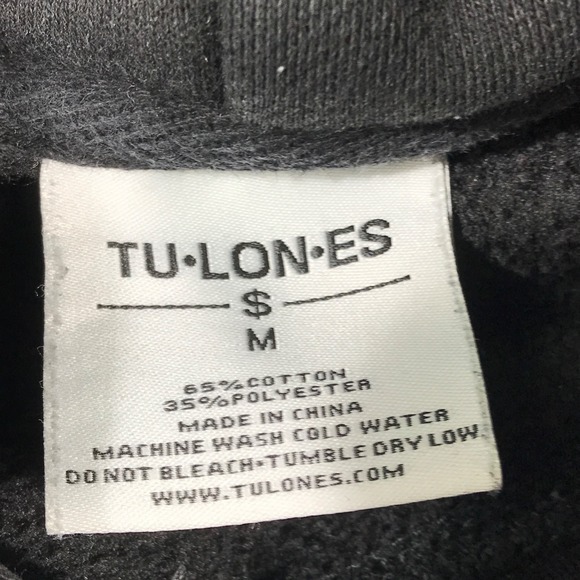 TU•LON•ES
$
M
65% COTTON
35% POLYESTER
MADE IN CHINA
MACHINE WASH COLD WATER
DO NOT BLEACH•TUMBLE DRY LOW
WWW.TULONES.COM